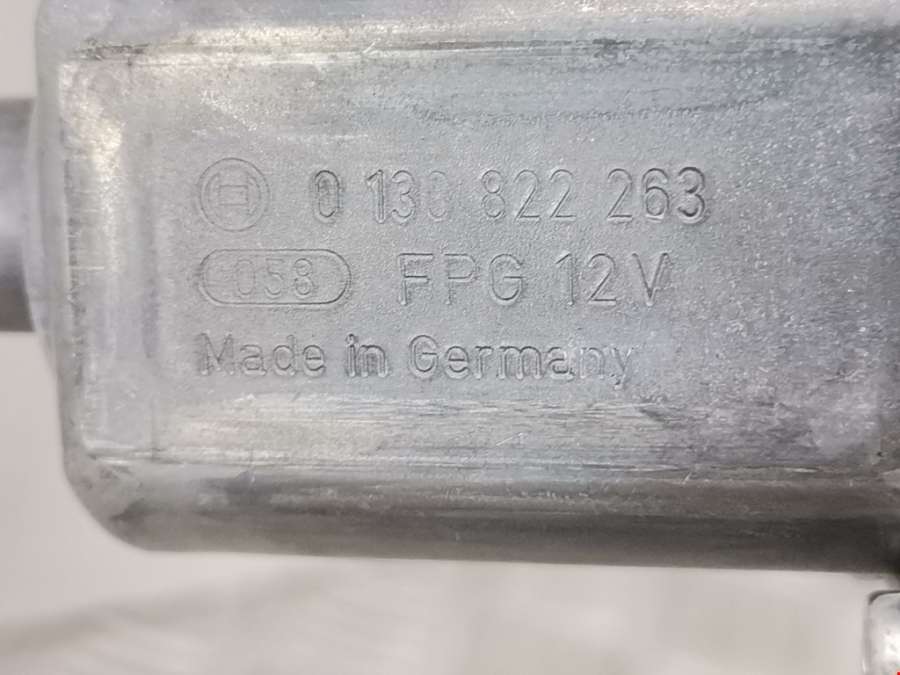 0 130 822 263
058 FPG 12V
Made in Germany